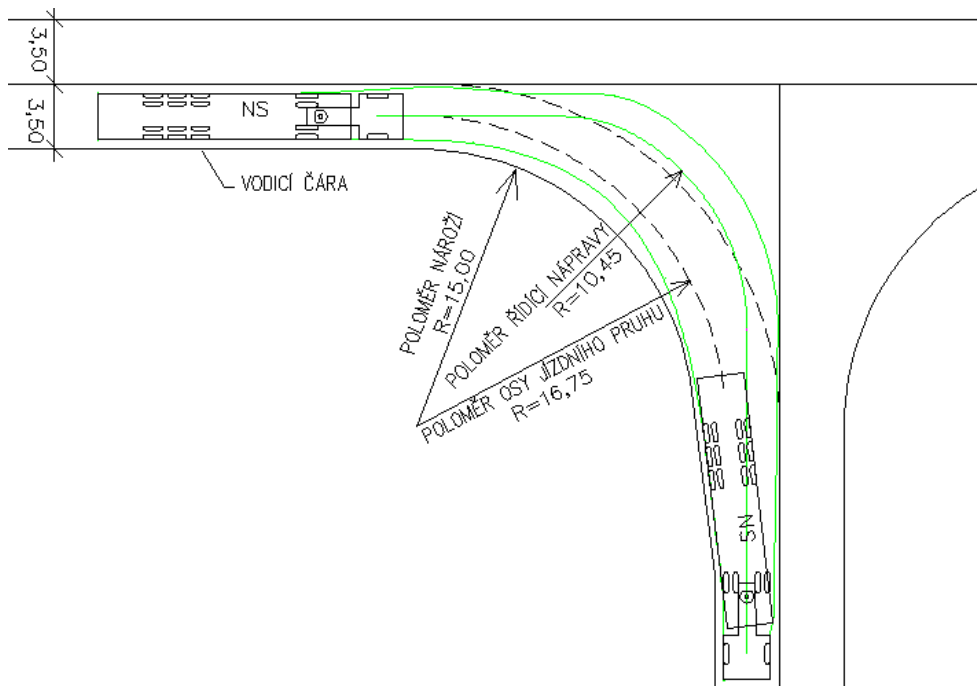 3,50
3,50
NS
VODICÍ ČÁRA
POLOMĚR NÁROŽÍ
R=15,00
POLOMĚR ŘÍDICÍ NÁPRAVY
R=10,45
POLOMĚR OSY JÍZDNÍHO PRUHU
R=16,75
NS